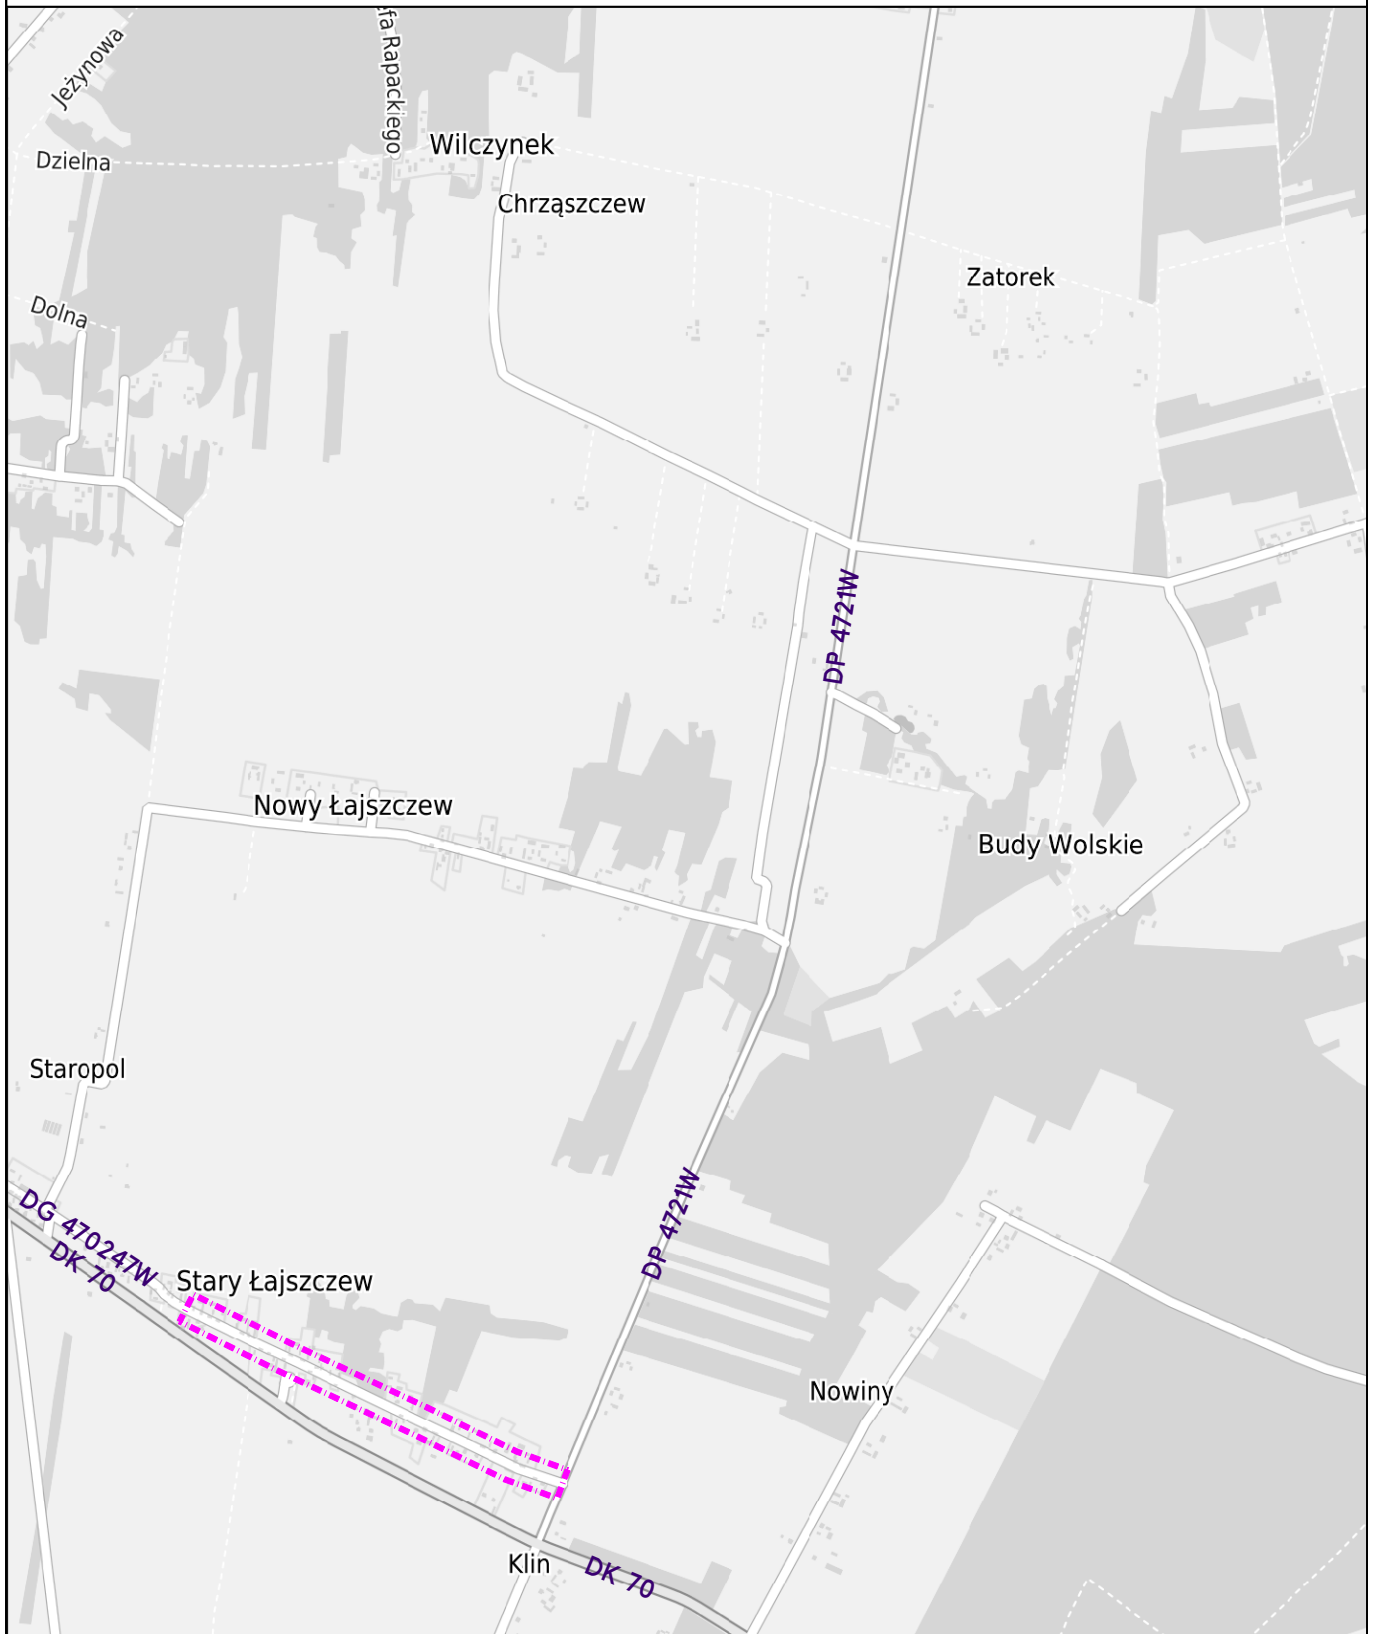 Jeżynowa
fa Rapackiego
Wilczynek
Dzielna
Chrząszczew
Zatorek
Dolna
DP 4721W
Nowy Łajszczew
Budy Wolskie
Staropol
DP 4721W
DG 470247W
DK 70
Stary Łajszczew
Nowiny
Klin
DK 70